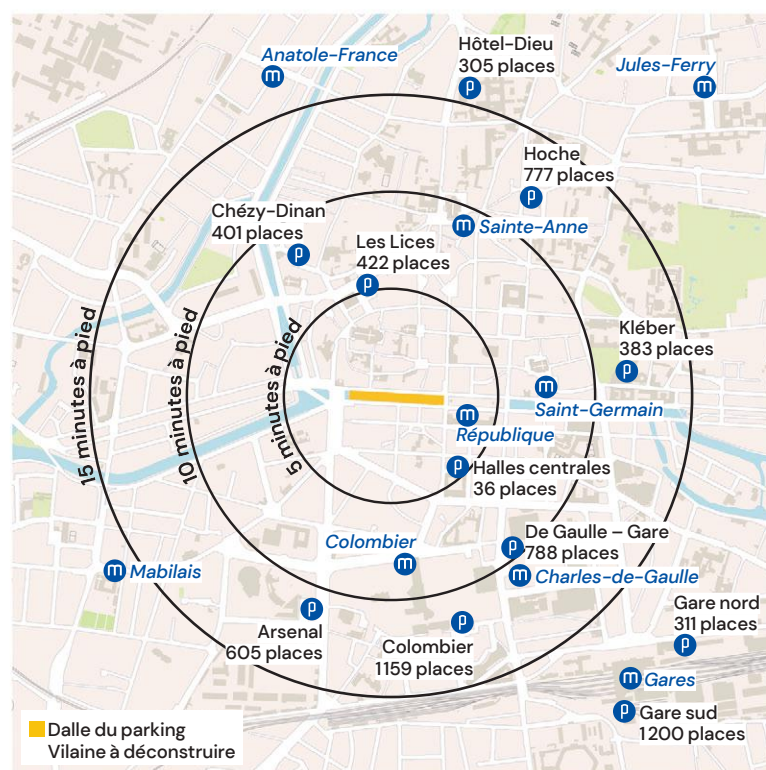 Anatole-France
m
Hôtel-Dieu
305 places
p
Jules-Ferry
m
Hoche
777 places
p
Chézy-Dinan
401 places
p
m Sainte-Anne
Les Lices
422 places
p
Kléber
383 places
p
15 minutes à pied
10 minutes à pied
5 minutes à pied
m
Saint-Germain
m
République
p Halles centrales
36 places
Colombier
m
p De Gaulle – Gare
788 places
m Charles-de-Gaulle
m Mabilais
p
Arsenal
605 places
p
Colombier
1159 places
Gare nord
311 places
p
m Gares
p Gare sud
1200 places
Dalle du parking
Vilaine à déconstruire